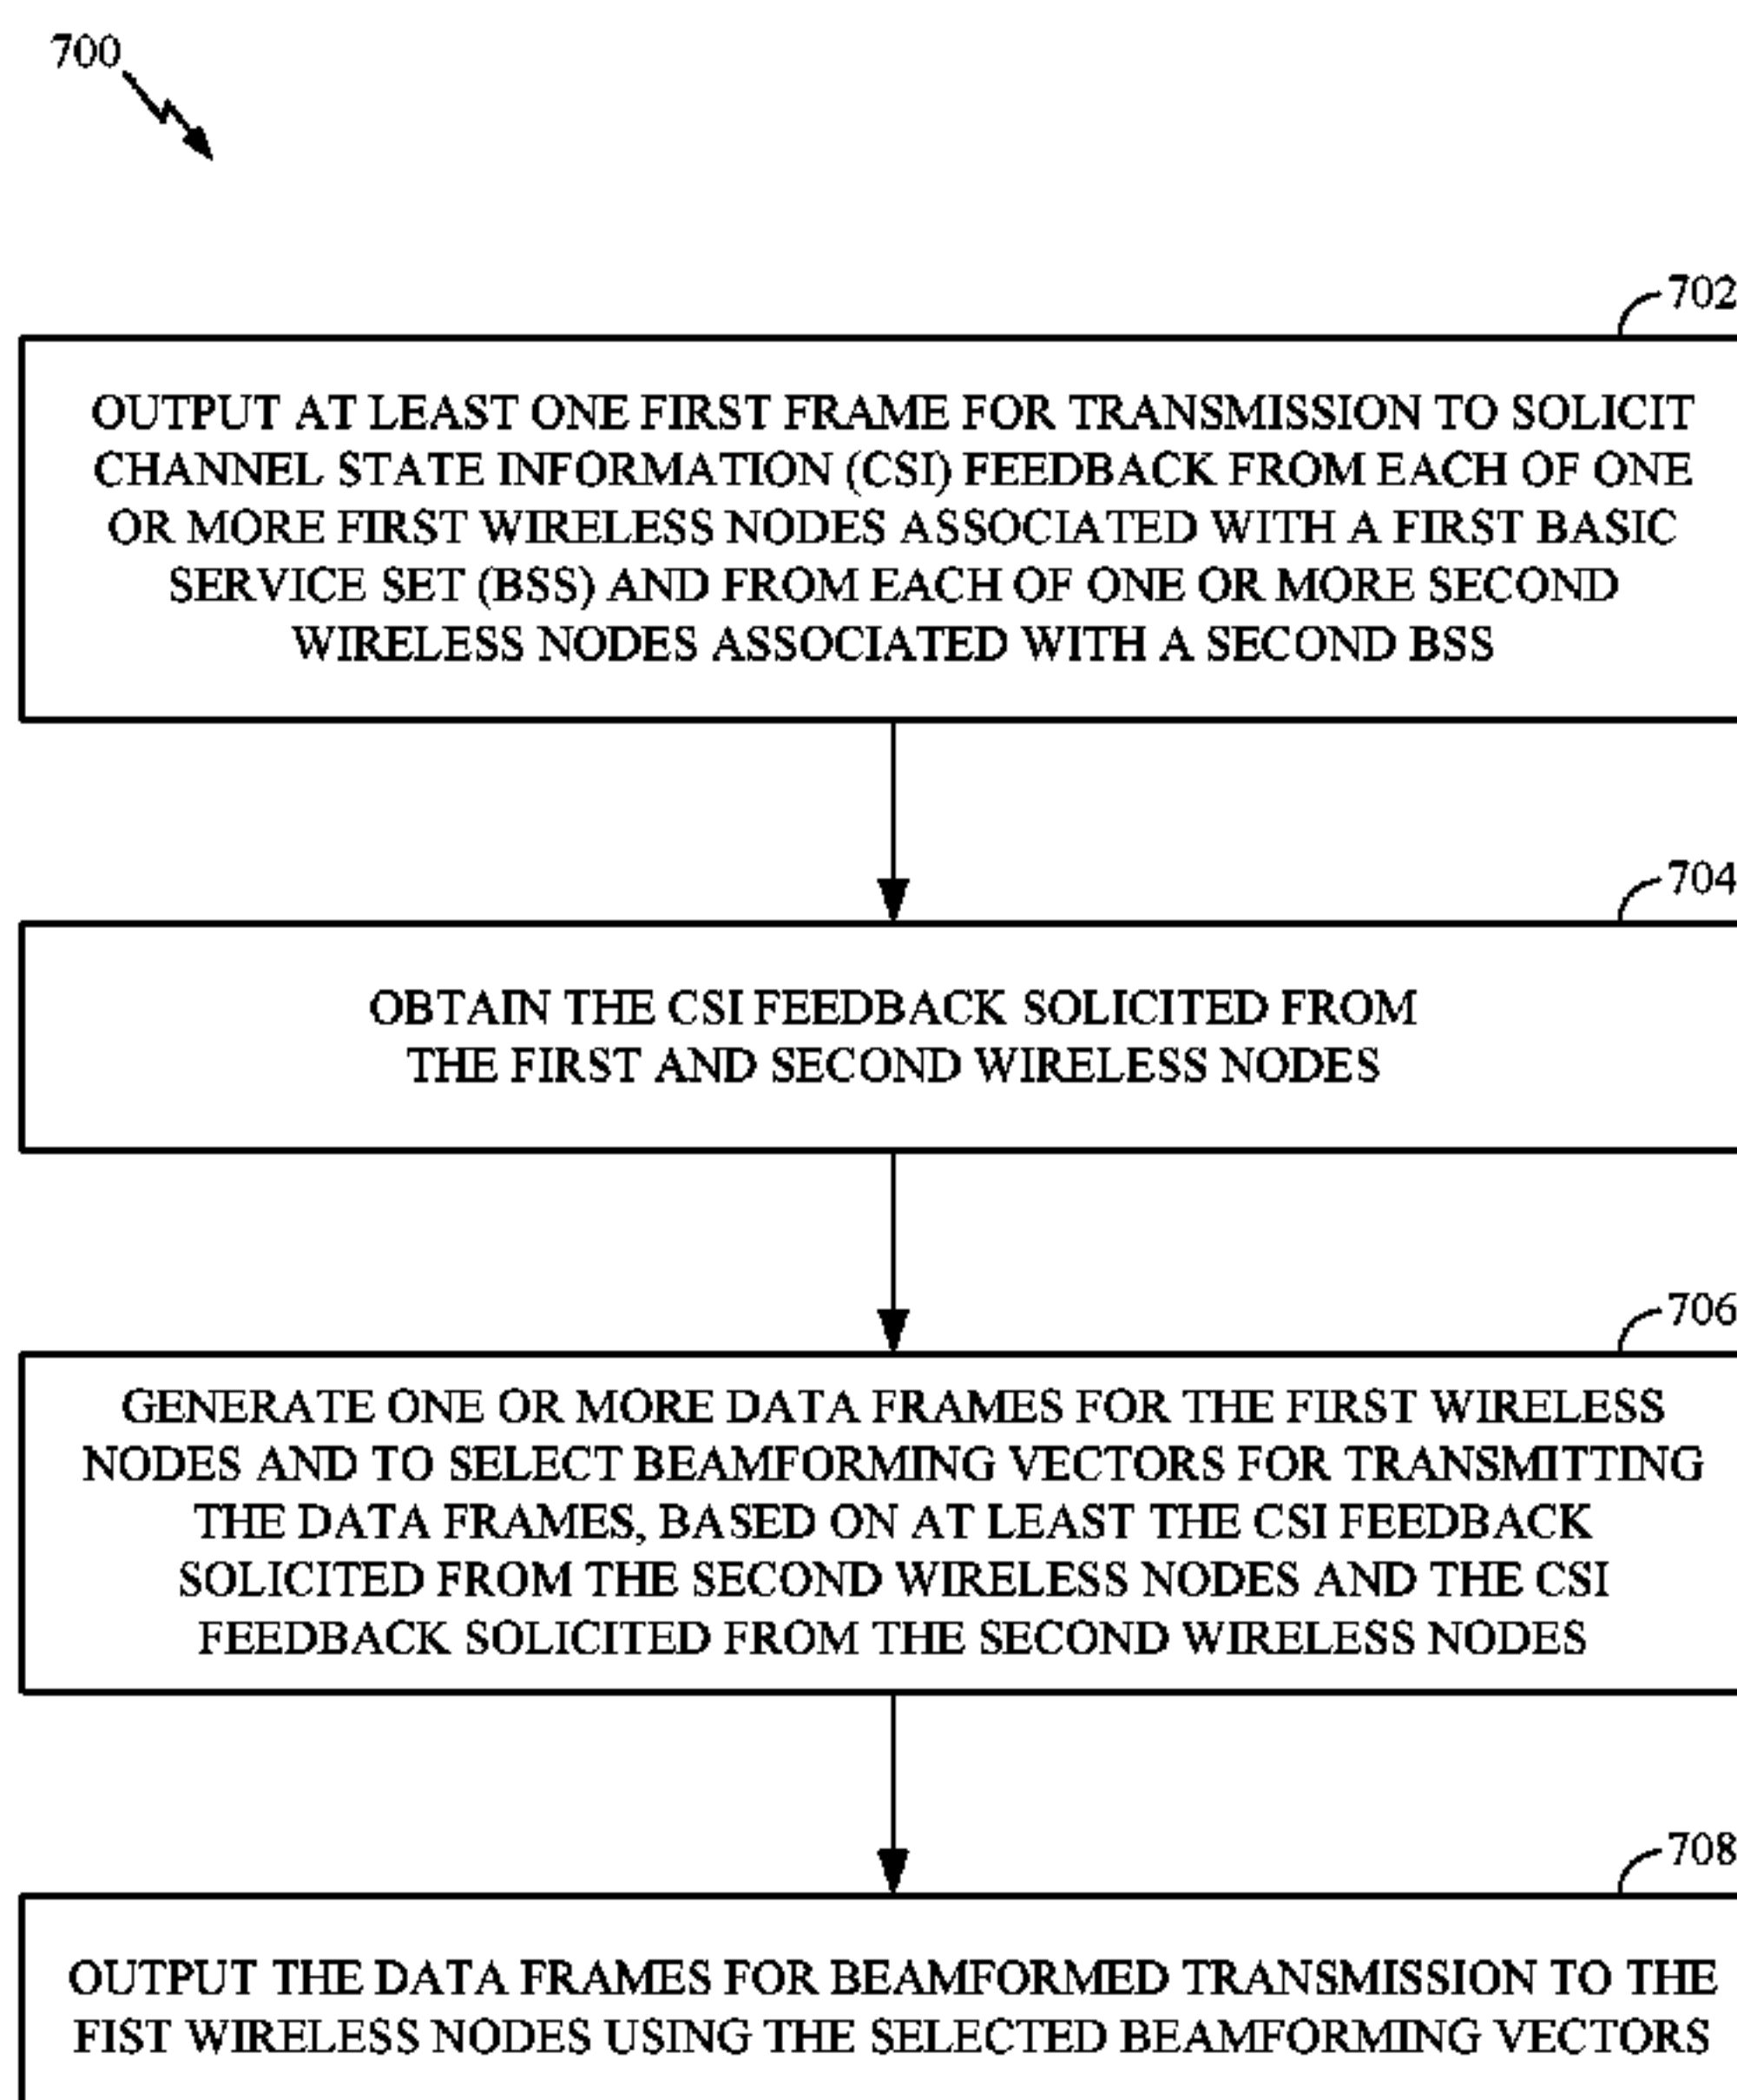 700
702
OUTPUT AT LEAST ONE FIRST FRAME FOR TRANSMISSION TO SOLICIT
CHANNEL STATE INFORMATION (CSI) FEEDBACK FROM EACH OF ONE
OR MORE FIRST WIRELESS NODES ASSOCIATED WITH A FIRST BASIC
SERVICE SET (BSS) AND FROM EACH OF ONE OR MORE SECOND
WIRELESS NODES ASSOCIATED WITH A SECOND BSS
704
OBTAIN THE CSI FEEDBACK SOLICITED FROM
THE FIRST AND SECOND WIRELESS NODES
706
GENERATE ONE OR MORE DATA FRAMES FOR THE FIRST WIRELESS
NODES AND TO SELECT BEAMFORMING VECTORS FOR TRANSMITTING
THE DATA FRAMES, BASED ON AT LEAST THE CSI FEEDBACK
SOLICITED FROM THE SECOND WIRELESS NODES AND THE CSI
FEEDBACK SOLICITED FROM THE SECOND WIRELESS NODES
708
OUTPUT THE DATA FRAMES FOR BEAMFORMED TRANSMISSION TO THE
FIST WIRELESS NODES USING THE SELECTED BEAMFORMING VECTORS